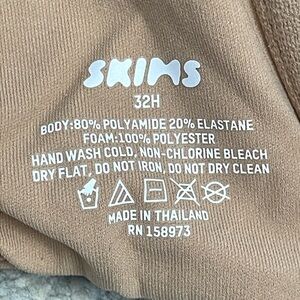 SKIMS
32H
BODY:80% POLYAMIDE 20% ELASTANE
FOAM:100% POLYESTER
HAND WASH COLD, NON-CHLORINE BLEACH
DRY FLAT, DO NOT IRON, DO NOT DRY CLEAN
MADE IN THAILAND
RN 158973